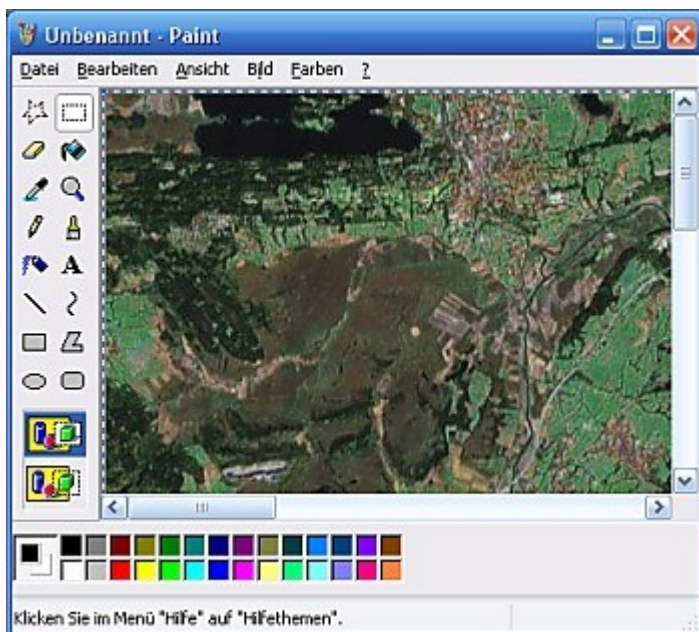 Unbenannt - Paint
Datei Bearbeiten Ansicht Bild Farben ?
A
Klicken Sie im Menü "Hilfe" auf "Hilfethemen".